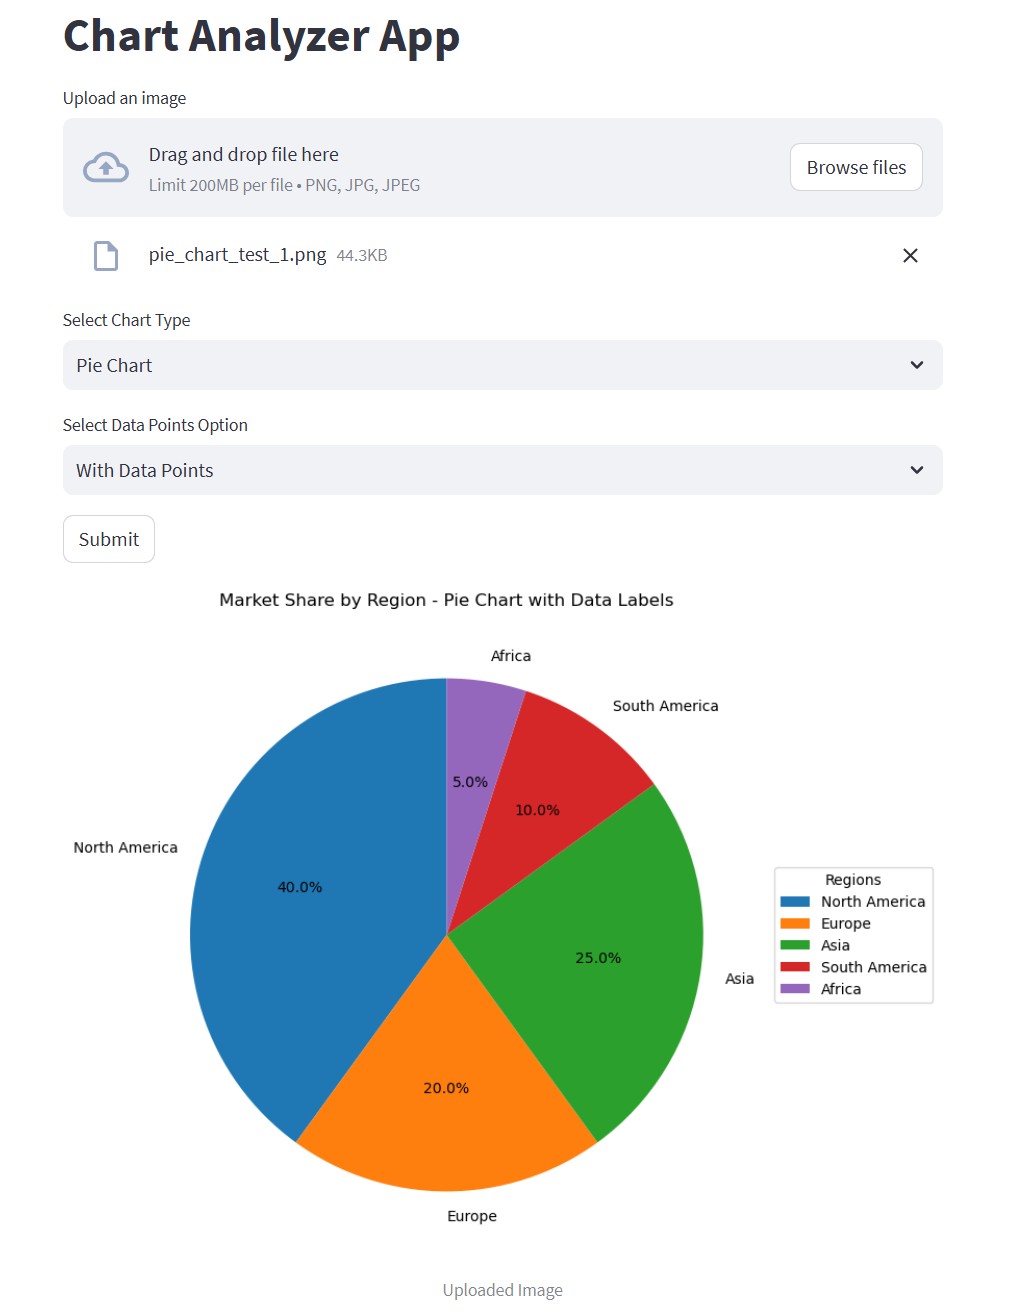 Chart Analyzer App
Upload an image
Drag and drop file here
Limit 200MB per file • PNG, JPG, JPEG
Browse files
pie_chart_test_1.png 44.3KB
Select Chart Type
Pie Chart
Select Data Points Option
With Data Points
Submit
Market Share by Region - Pie Chart with Data Labels
Africa
South America
5.0%
10.0%
North America
40.0%
25.0%
Asia
20.0%
Europe
Regions
North America
Europe
Asia
South America
Africa
Uploaded Image